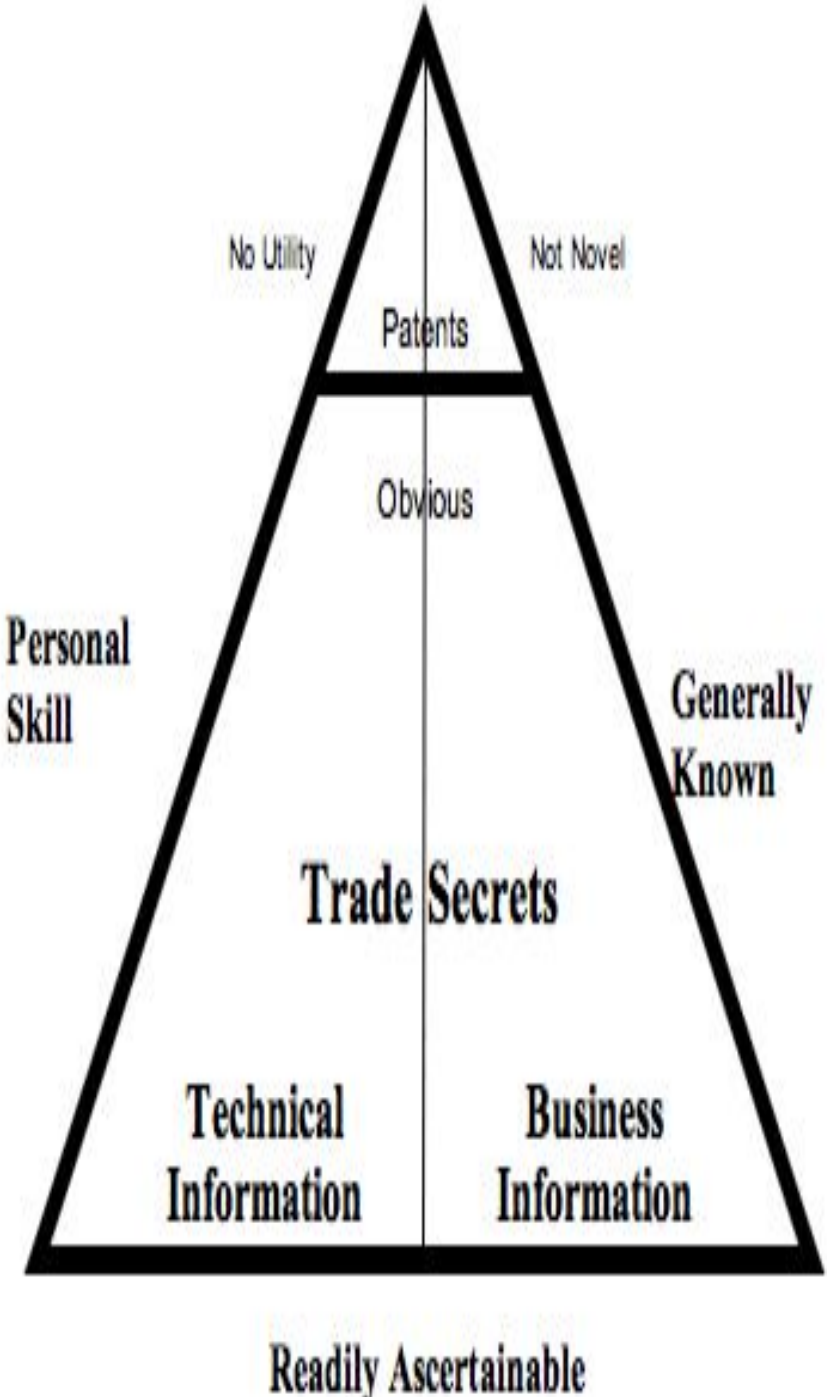 No Utility
Not Novel
Patents
Obvious
Personal
Skill
Generally
Known
Trade Secrets
Technical
Information
Business
Information
Readily Ascertainable